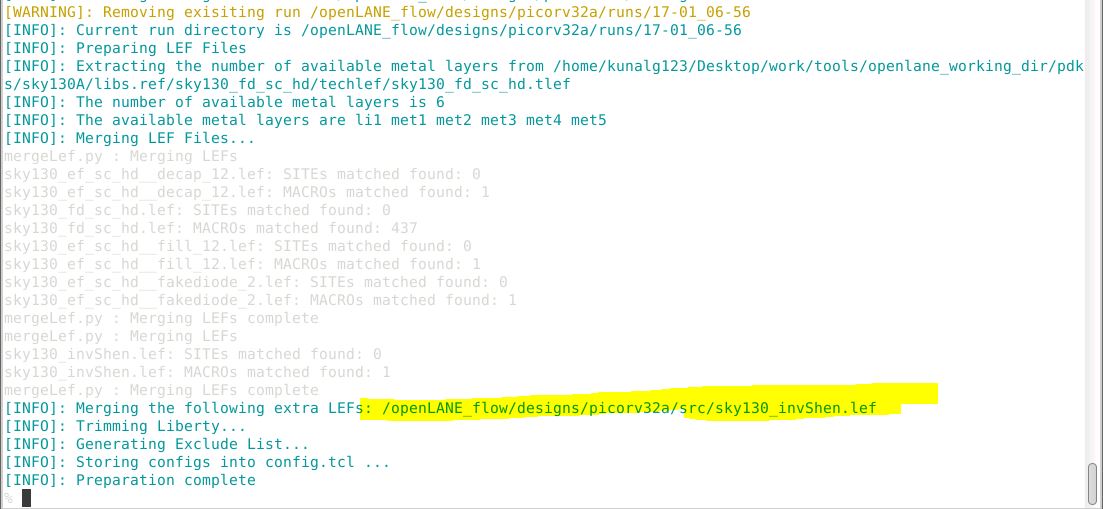 [WARNING]: Removing exisiting run /openLANE_flow/designs/picorv32a/runs/17-01_06-56
[INFO]: Current run directory is /openLANE_flow/designs/picorv32a/runs/17-01_06-56
[INFO]: Preparing LEF Files
[INFO]: Extracting the number of available metal layers from /home/kunalg123/Desktop/work/tools/openlane_working_dir/pdk
s/sky130A/libs.ref/sky130_fd_sc_hd/techlef/sky130_fd_sc_hd.tlef
[INFO]: The number of available metal layers is 6
[INFO]: The available metal layers are li1 met1 met2 met3 met4 met5
[INFO]: Merging LEF Files...
mergeLef.py : Merging LEFs
sky130_ef_sc_hd__decap_12.lef: SITEs matched found: 0
sky130_ef_sc_hd__decap_12.lef: MACROs matched found: 1
sky130_fd_sc_hd.lef: SITEs matched found: 0
sky130_fd_sc_hd.lef: MACROs matched found: 437
sky130_ef_sc_hd__fill_12.lef: SITEs matched found: 0
sky130_ef_sc_hd__fill_12.lef: MACROs matched found: 1
sky130_ef_sc_hd__fakediode_2.lef: SITEs matched found: 0
sky130_ef_sc_hd__fakediode_2.lef: MACROs matched found: 1
mergeLef.py : Merging LEFs complete
mergeLef.py : Merging LEFs
sky130_invShen.lef: SITEs matched found: 0
sky130_invShen.lef: MACROs matched found: 1
mergeLef.py : Merging LEFs complete
[INFO]: Merging the following extra LEFs: /openLANE_flow/designs/picorv32a/src/sky130_invShen.lef
[INFO]: Trimming Liberty...
[INFO]: Generating Exclude List...
[INFO]: Storing configs into config.tcl ...
[INFO]: Preparation complete
%